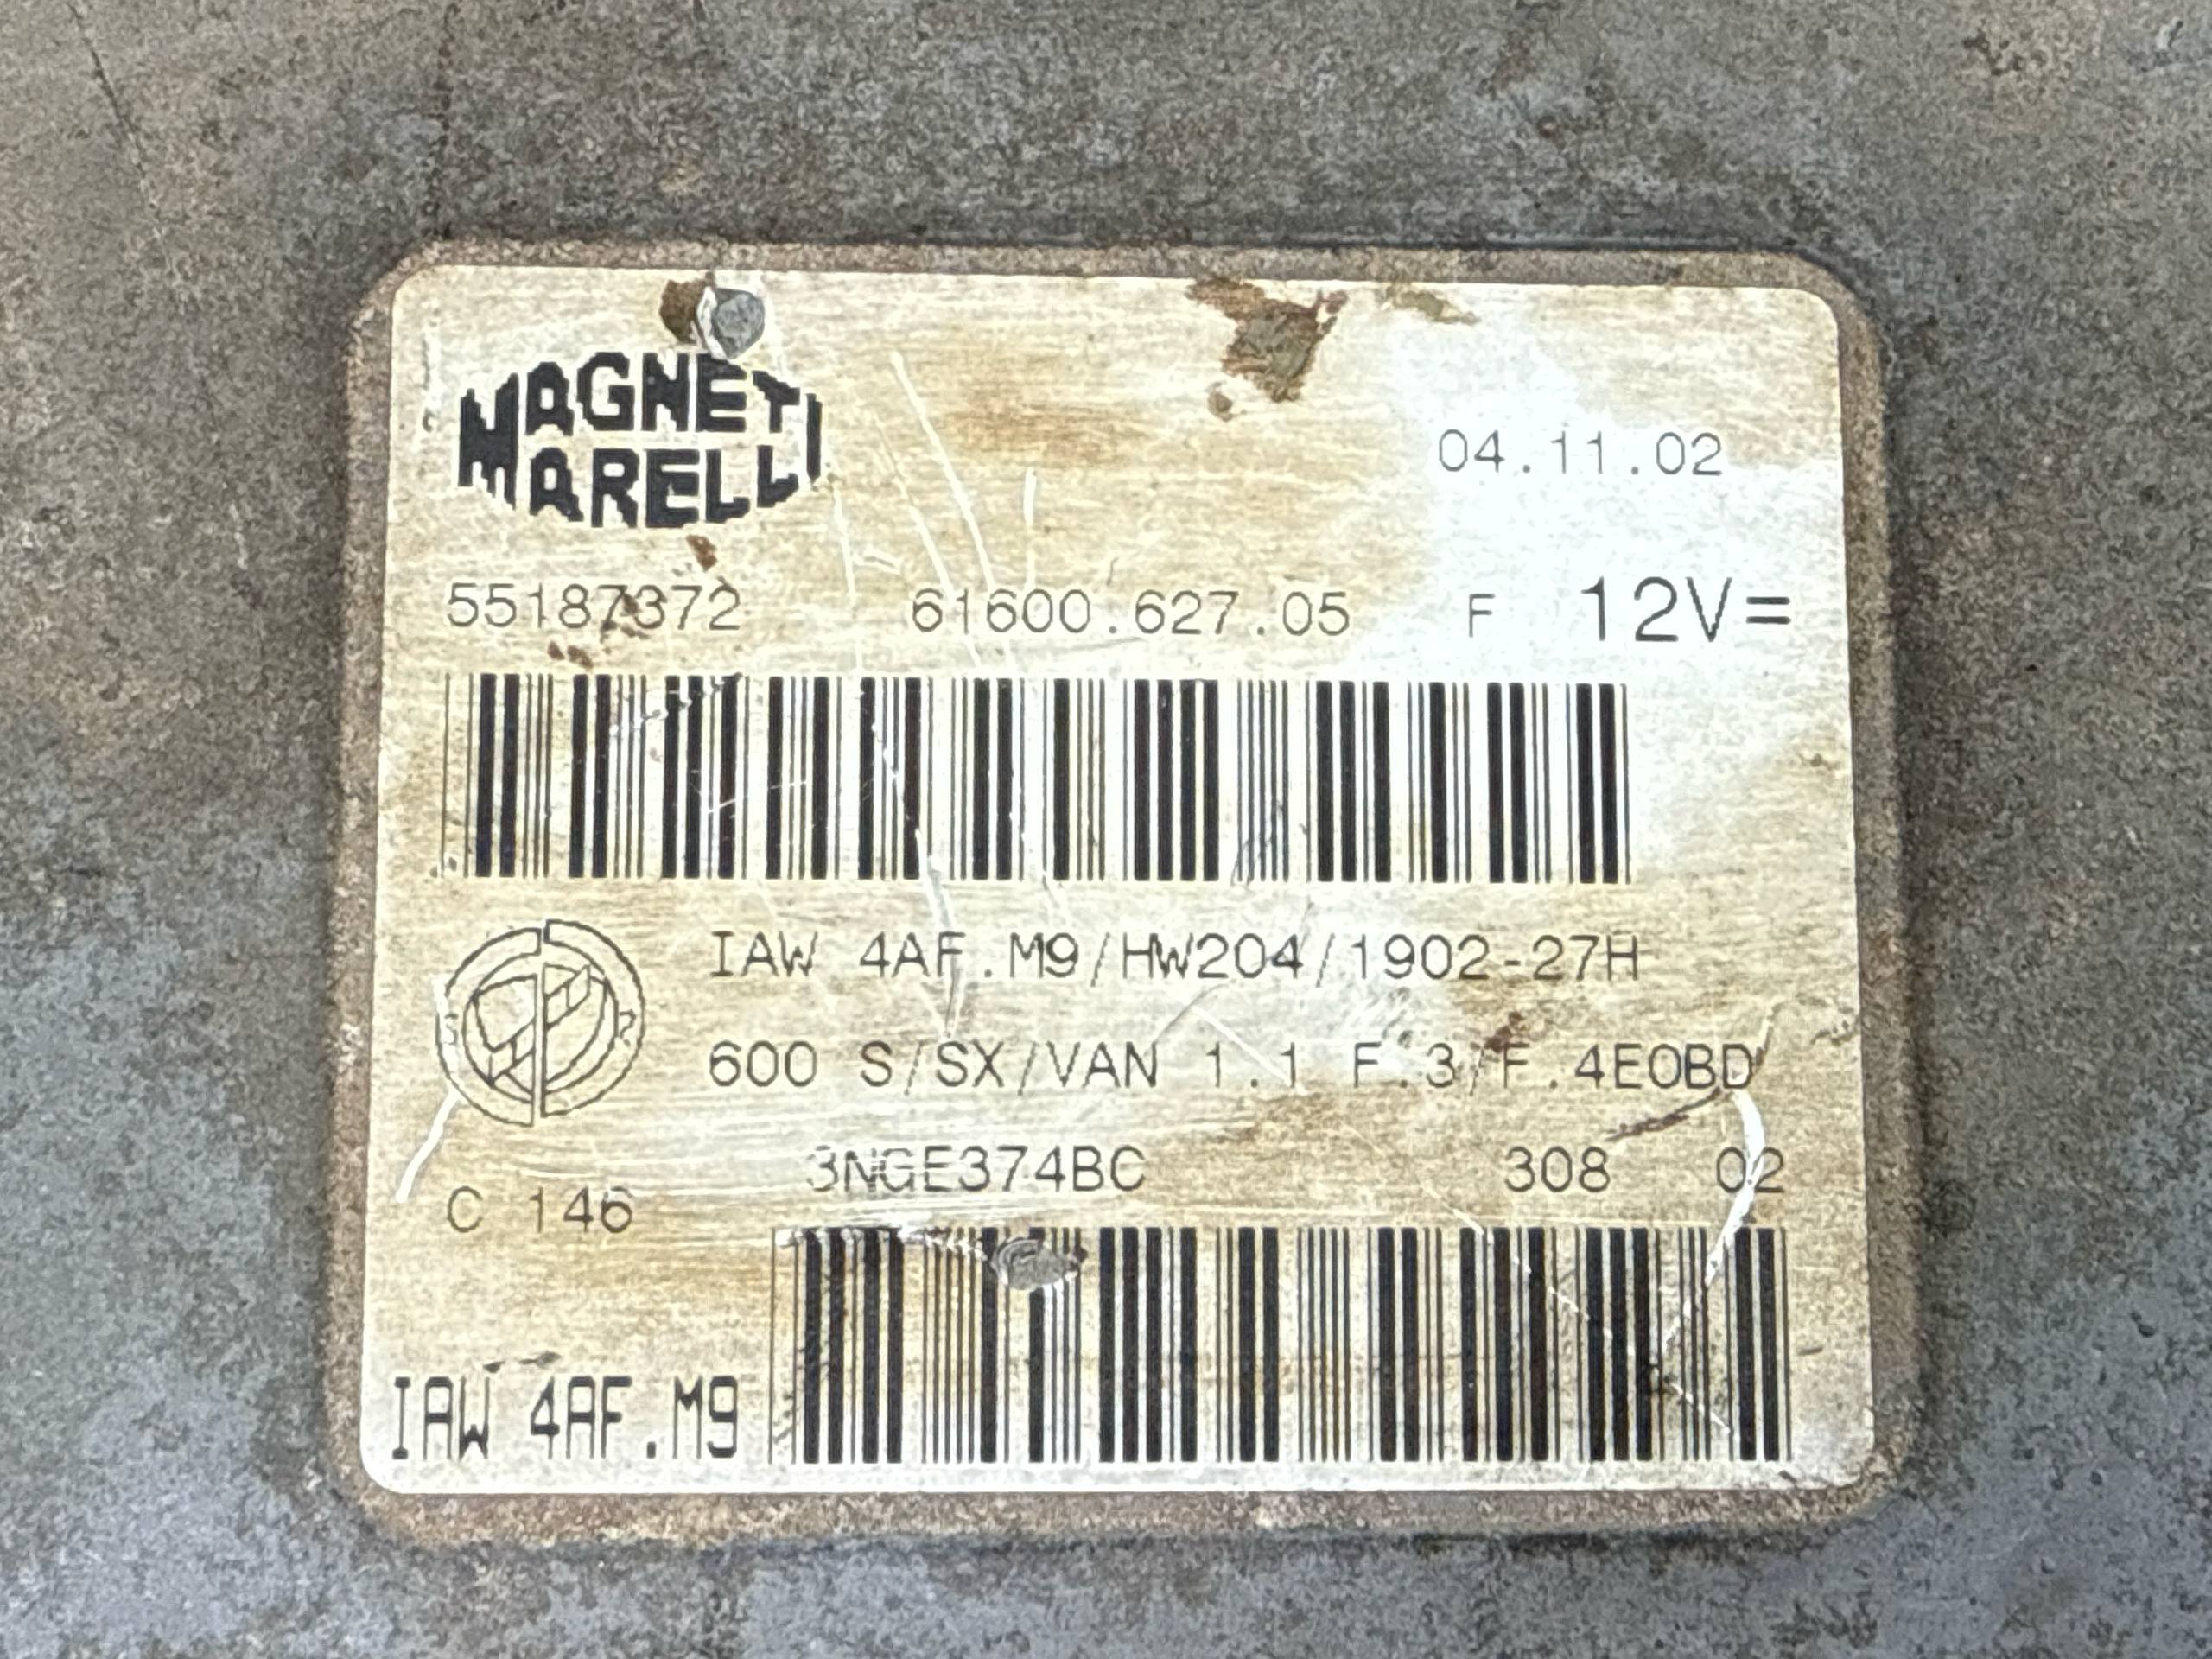 MAGNETI
MARELLI
04.11.02
55187372 61600.627.05 F 12V=
IAW 4AF.M9/HW204/1902-27H
600 S/SX/VAN 1.1 F.3/F.4EOBD
3NGE374BC 308 02
C 146
IAW 4AF.M9